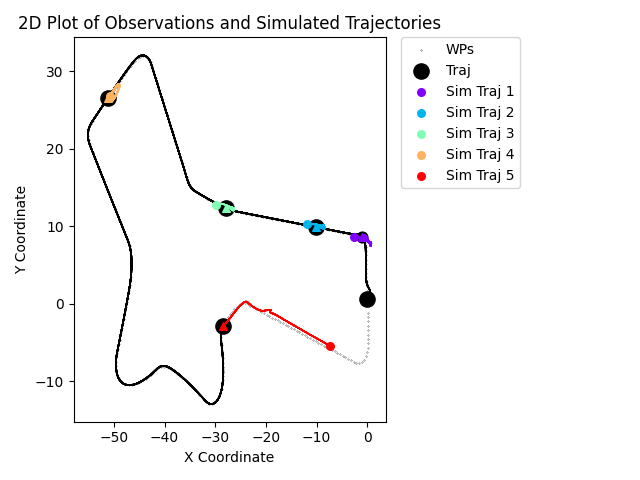 2D Plot of Observations and Simulated Trajectories
WPs
Traj
Sim Traj 1
Sim Traj 2
Sim Traj 3
Sim Traj 4
Sim Traj 5
Y Coordinate
30
20
10
0
−10
−50 −40 −30 −20 −10 0
X Coordinate